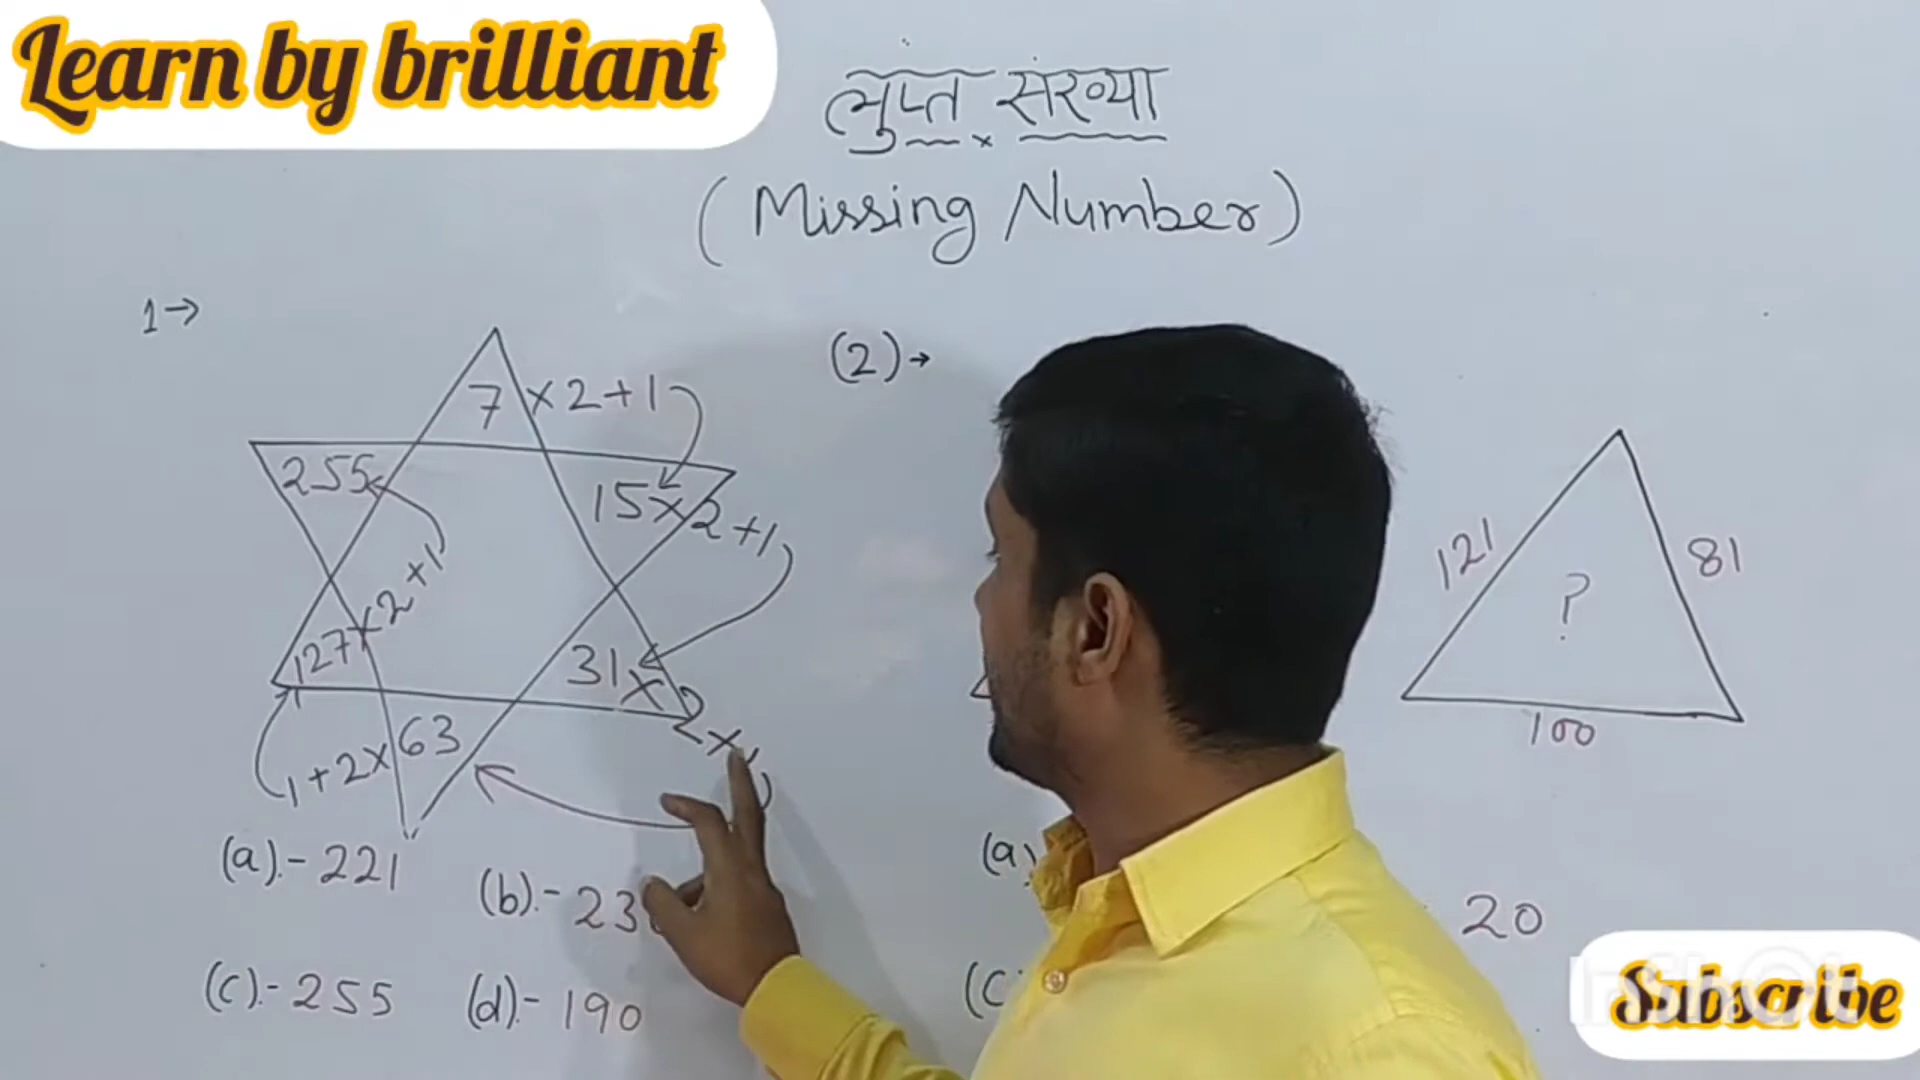 Learn by brilliant
लुप्त संख्या
(Missing Number)
1→
7 × 2 + 1
255
15 × 2 + 1
127 × 2 + 1
31 × 2 +
1 + 2 × 63
(a).- 221
(b).- 23
(c).- 255
(d).- 190
(2)→
121
81
?
100
(a)
20
(C
Subscribe
InShot